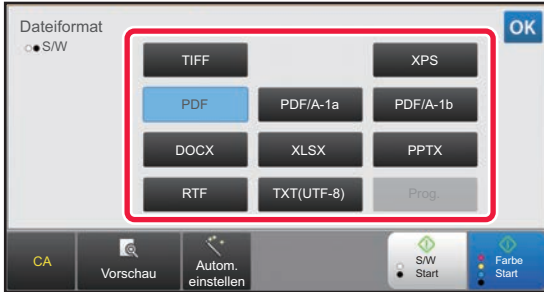 Dateiformat
S/W
OK
TIFF
XPS
PDF
PDF/A-1a
PDF/A-1b
DOCX
XLSX
PPTX
RTF
TXT(UTF-8)
Prog.
CA
Vorschau
Autom.
einstellen
S/W
Start
Farbe
Start